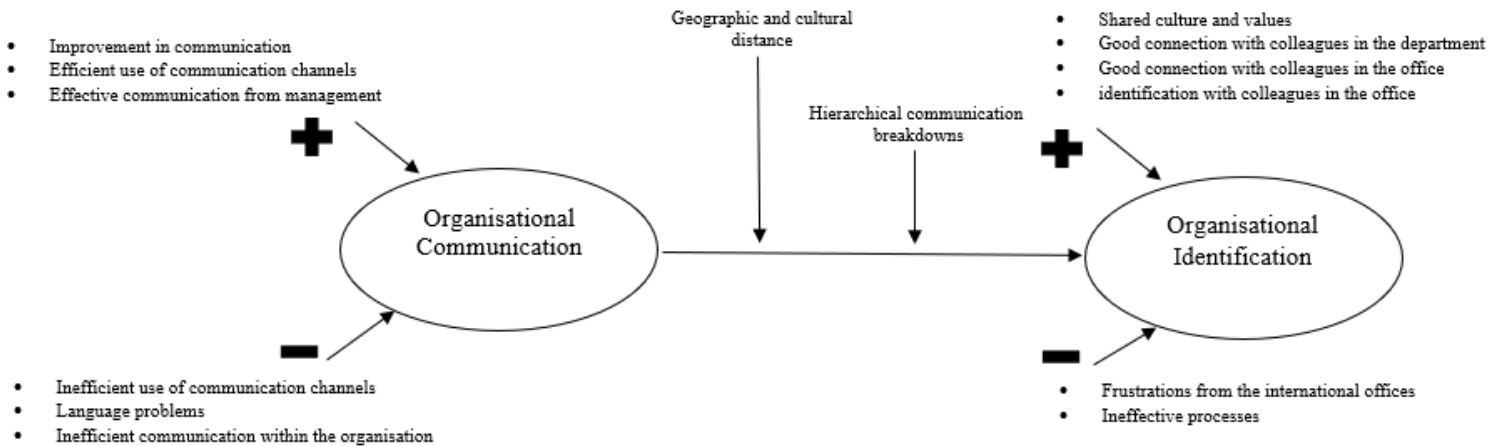 • Improvement in communication
• Efficient use of communication channels
• Effective communication from management
Geographic and cultural
distance
Hierarchical communication
breakdowns
• Shared culture and values
• Good connection with colleagues in the department
• Good connection with colleagues in the office
• identification with colleagues in the office
+
+
Organisational
Communication
Organisational
Identification
-
-
• Inefficient use of communication channels
• Language problems
• Inefficient communication within the organisation
• Frustrations from the international offices
• Ineffective processes